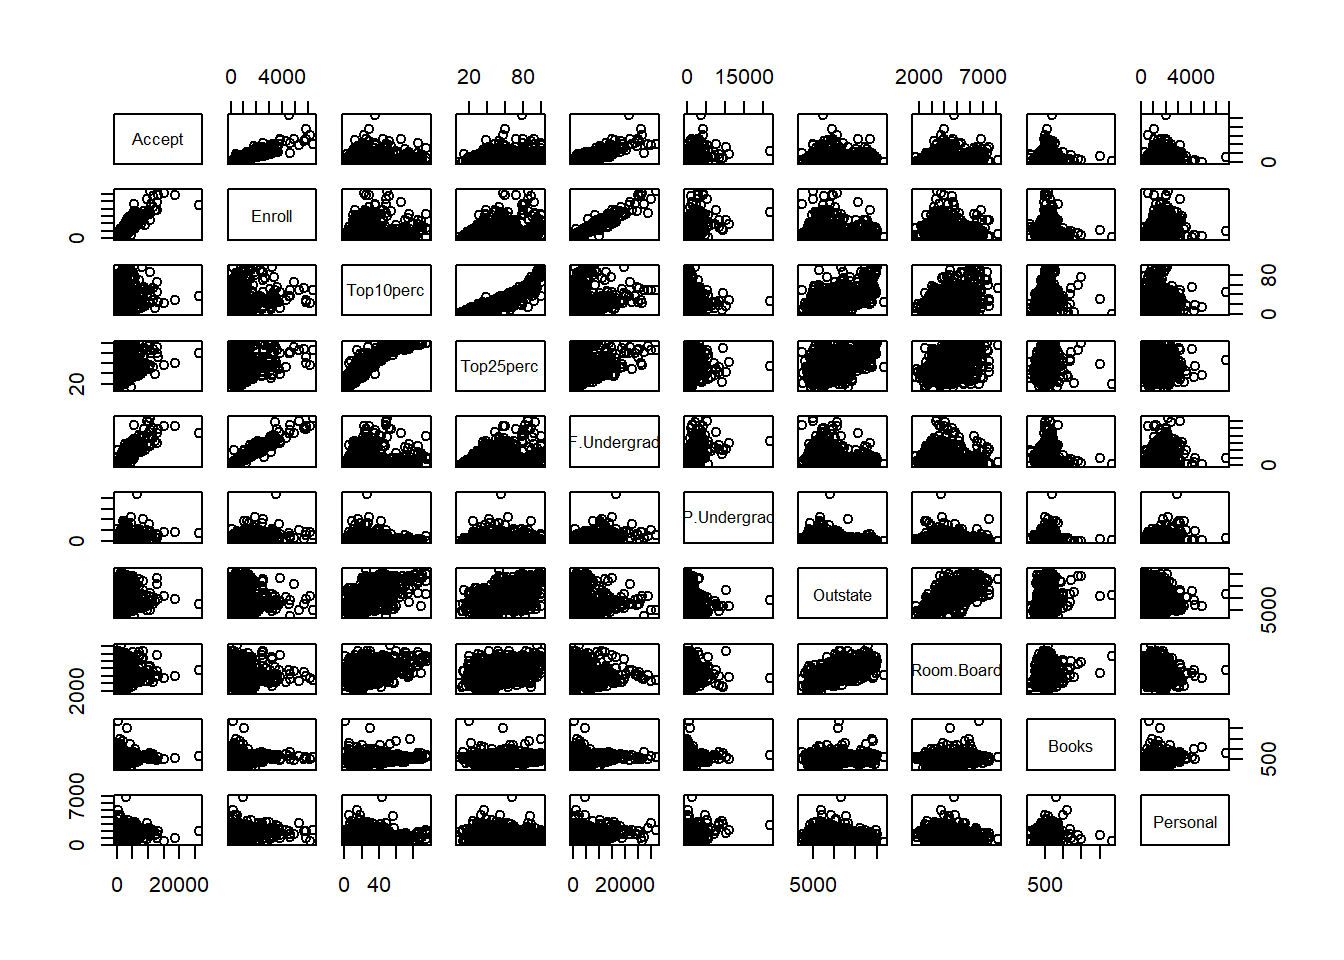 0 4000 20 80 0 15000 2000 7000 0 4000
Accept 0
0 Enroll
Top10perc 0 80
20 Top25perc
F.Undergrad 0
0 P.Undergrad
Outstate 5000
2000 Room.Board
Books 500
0 7000 Personal
0 20000 0 40 0 20000 5000 500